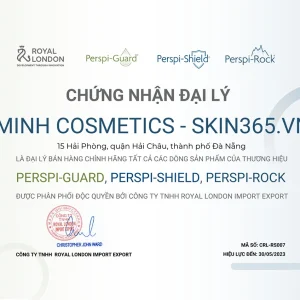 ROYAL
LONDON
Perspi-Guard® Perspi-Shield® Perspi-Rock™
CHỨNG NHẬN ĐẠI LÝ
MINH COSMETICS - SKIN365.VN
15 Hải Phòng, quận Hải Châu, thành phố Đà Nẵng
LÀ ĐẠI LÝ BÁN HÀNG CHÍNH HÃNG TẤT CẢ CÁC DÒNG SẢN PHẨM CỦA THƯƠNG HIỆU
PERSPI-GUARD, PERSPI-SHIELD, PERSPI-ROCK
ĐƯỢC PHÂN PHỐI ĐỘC QUYỀN BỞI CÔNG TY TNHH ROYAL LONDON IMPORT EXPORT
CHRISTOPHER JOHN WARD
CÔNG TY TNHH ROYAL LONDON IMPORT EXPORT
MÃ SỐ: CRL-RS007
HIỆU LỰC ĐẾN: 30/05/2023